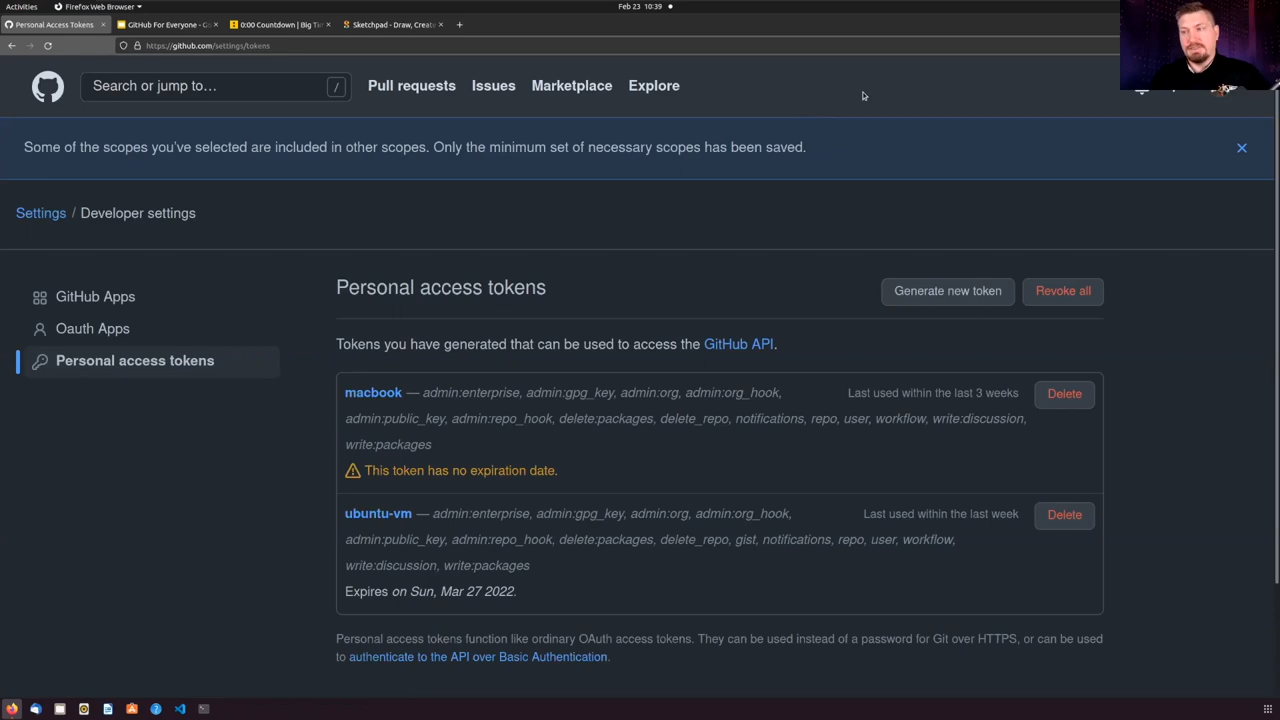 Activities
Firefox Web Browser
Feb 23 10:39
Personal Access Tokens
GitHub For Everyone - G
0:00 Countdown | Big Ti
Sketchpad - Draw, Create
https://github.com/settings/tokens
Search or jump to…
/
Pull requests
Issues
Marketplace
Explore
Some of the scopes you've selected are included in other scopes. Only the minimum set of necessary scopes has been saved.
Settings / Developer settings
GitHub Apps
Oauth Apps
Personal access tokens
Personal access tokens
Generate new token
Revoke all
Tokens you have generated that can be used to access the GitHub API.
macbook — admin:enterprise, admin:gpg_key, admin:org, admin:org_hook,
admin:public_key, admin:repo_hook, delete:packages, delete_repo, notifications, repo, user, workflow, write:discussion,
write:packages
Last used within the last 3 weeks
Delete
This token has no expiration date.
ubuntu-vm — admin:enterprise, admin:gpg_key, admin:org, admin:org_hook,
admin:public_key, admin:repo_hook, delete:packages, delete_repo, gist, notifications, repo, user, workflow,
write:discussion, write:packages
Last used within the last week
Delete
Expires on Sun, Mar 27 2022.
Personal access tokens function like ordinary OAuth access tokens. They can be used instead of a password for Git over HTTPS, or can be used
to authenticate to the API over Basic Authentication.